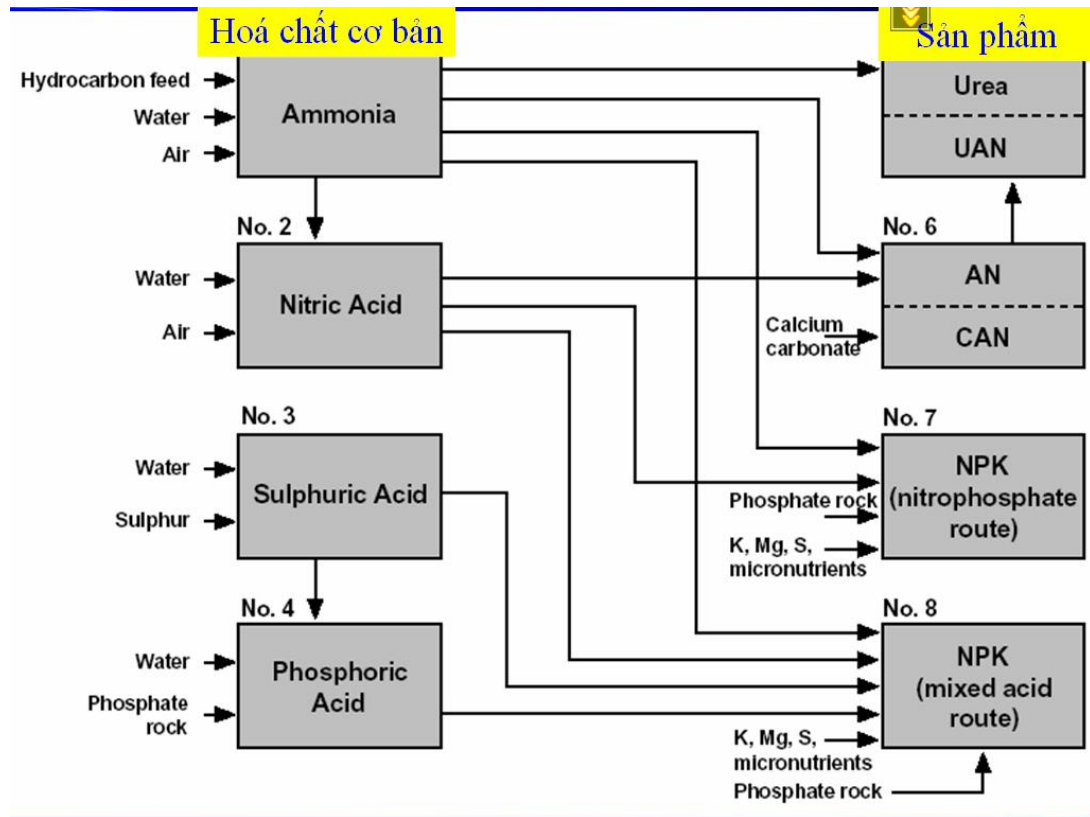 Hoá chất cơ bản
Sản phẩm
Hydrocarbon feed
Water
Air
Ammonia
Urea
UAN
No. 2
Water
Air
Nitric Acid
No. 6
AN
CAN
Calcium
carbonate
No. 3
Water
Sulphur
Sulphuric Acid
No. 7
NPK
(nitrophosphate
route)
Phosphate rock
K, Mg, S,
micronutrients
No. 4
Water
Phosphate
rock
Phosphoric
Acid
No. 8
NPK
(mixed acid
route)
K, Mg, S,
micronutrients
Phosphate rock